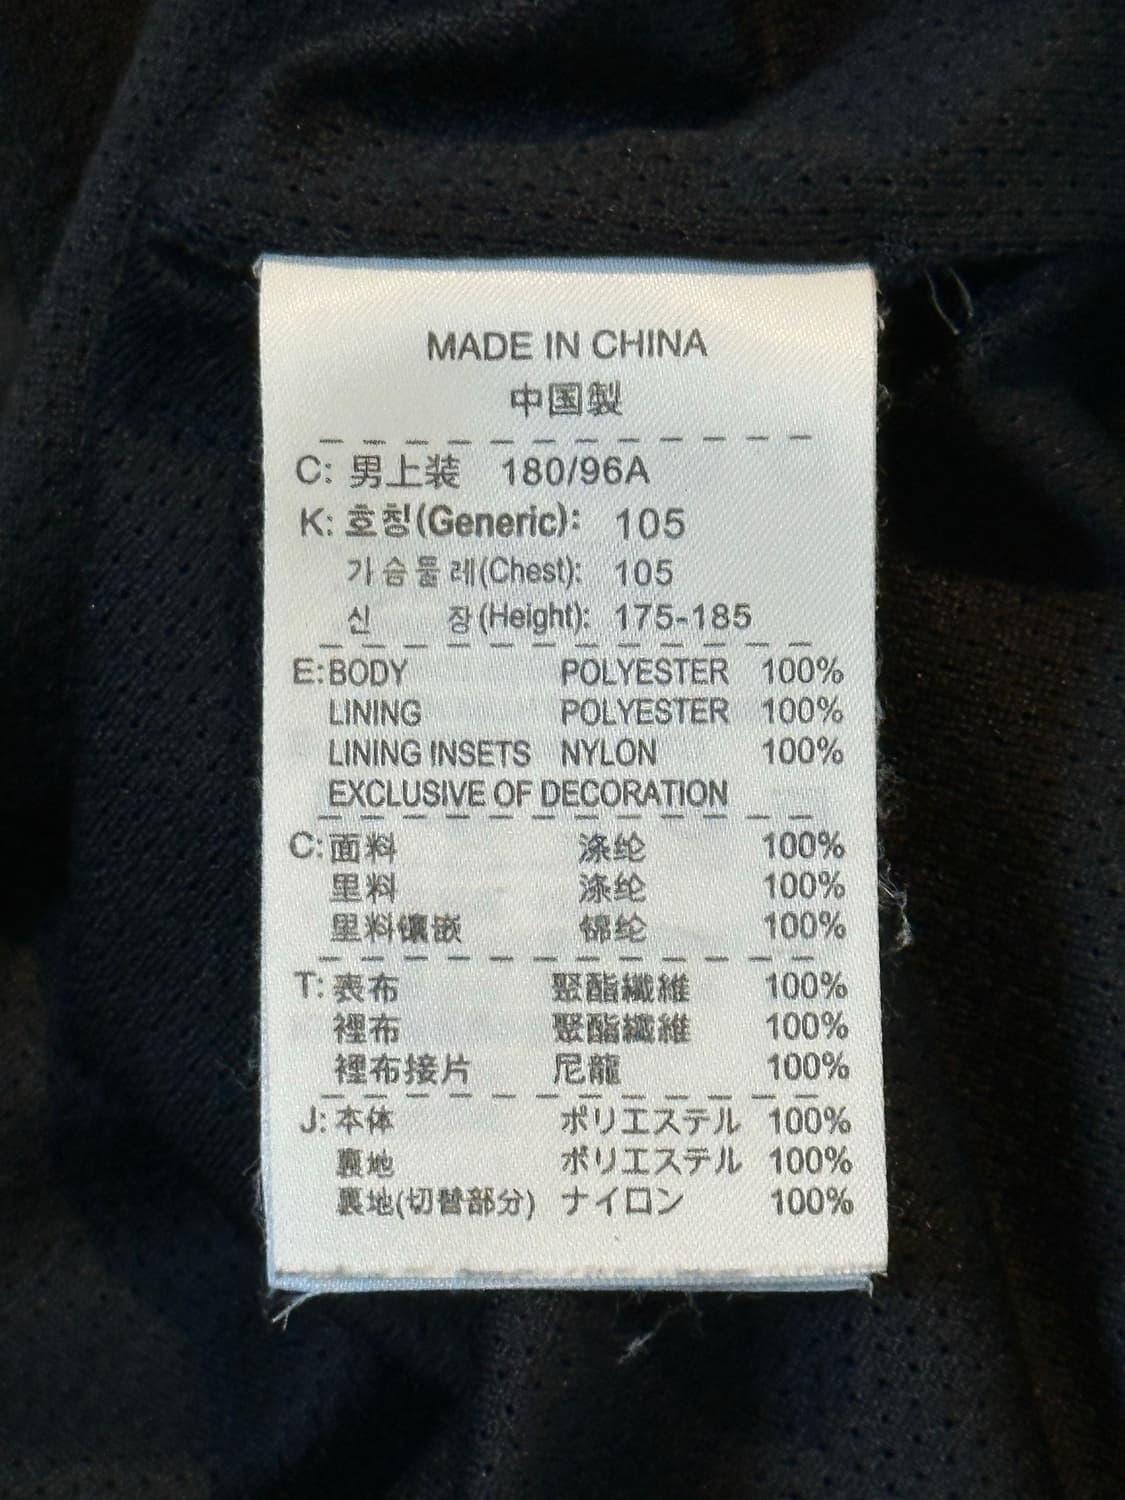 MADE IN CHINA
中国製
C: 男上装 180/96A
K: 호칭(Generic): 105
가슴둘레(Chest): 105
신 장(Height): 175-185
E: BODY POLYESTER 100%
LINING POLYESTER 100%
LINING INSETS NYLON 100%
EXCLUSIVE OF DECORATION
C: 面料 涤纶 100%
里料 涤纶 100%
里料镶嵌 锦纶 100%
T: 表布 聚酯纖維 100%
裡布 聚酯纖維 100%
裡布接片 尼龍 100%
J: 本体 ポリエステル 100%
裏地 ポリエステル 100%
裏地(切替部分) ナイロン 100%